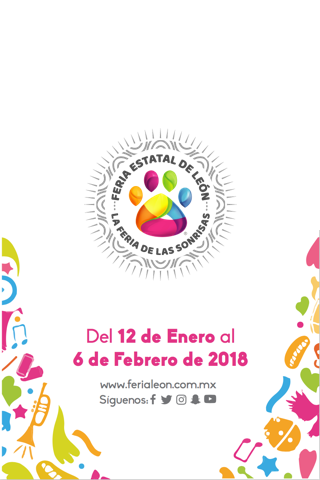 FERIA ESTATAL DE LEÓN
LA FERIA DE LAS SONRISAS
Del 12 de Enero al
6 de Febrero de 2018
www.ferialeon.com.mx
Síguenos: